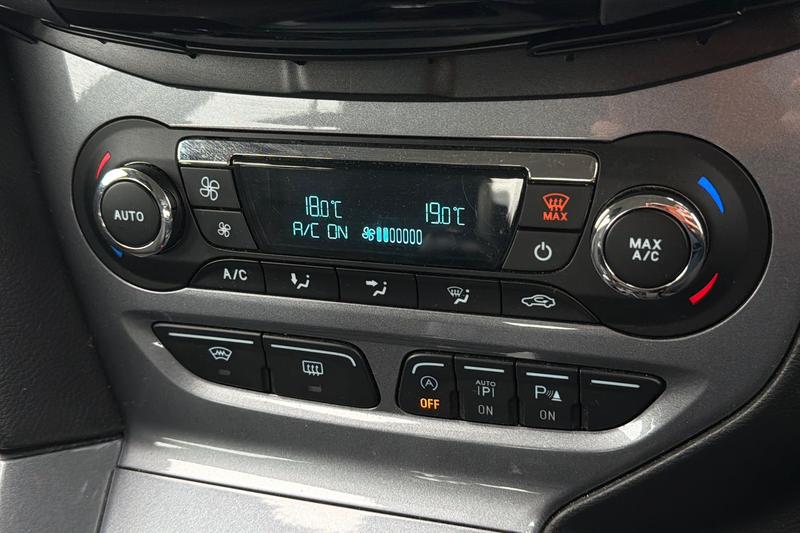 18.0°C 19.0°C
A/C ON
AUTO
MAX
MAX
A/C
A/C
OFF
AUTO
P
ON
P
ON